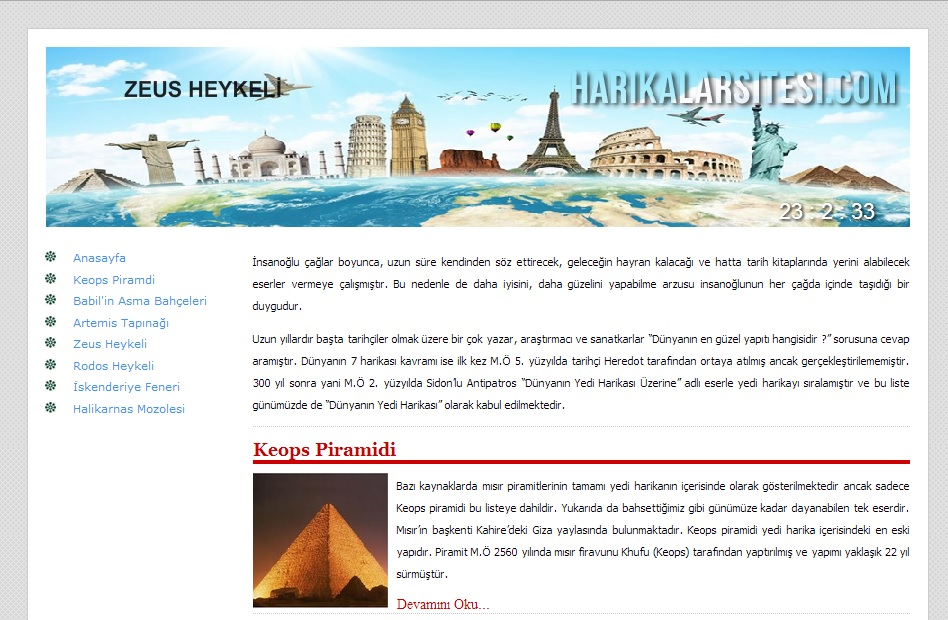 ZEUS HEYKELİ
HARIKALARSITESI.COM
23 : 2 : 33
Anasayfa
Keops Piramdi
Babil'in Asma Bahçeleri
Artemis Tapınağı
Zeus Heykeli
Rodos Heykeli
İskenderiye Feneri
Halikarnas Mozolesi
İnsanoğlu çağlar boyunca, uzun süre kendinden söz ettirecek, geleceğin hayran kalacağı ve hatta tarih kitaplarında yerini alabilecek
eserler vermeye çalışmıştır. Bu nedenle de daha iyisini, daha güzelini yapabilme arzusu insanoğlunun her çağda içinde taşıdığı bir
duygudur.
Uzun yıllardır başta tarihçiler olmak üzere bir çok yazar, araştırmacı ve sanatkarlar “Dünyanın en güzel yapıtı hangisidir ?” sorusuna cevap
aramıştır. Dünyanın 7 harikası kavramı ise ilk kez M.Ö 5. yüzyılda tarihçi Heredot tarafından ortaya atılmış ancak gerçekleştirilememiştir.
300 yıl sonra yani M.Ö 2. yüzyılda Sidon’lu Antipatros “Dünyanın Yedi Harikası Üzerine” adlı eserle yedi harikayı sıralamıştır ve bu liste
günümüzde de “Dünyanın Yedi Harikası” olarak kabul edilmektedir.
Keops Piramidi
Bazı kaynaklarda mısır piramitlerinin tamamı yedi harikanın içerisinde olarak gösterilmektedir ancak sadece
Keops piramidi bu listeye dahildir. Yukarıda da bahsettiğimiz gibi günümüze kadar dayanabilen tek eserdir.
Mısır’ın başkenti Kahire’deki Giza yaylasında bulunmaktadır. Keops piramidi yedi harika içerisindeki en eski
yapıdır. Piramit M.Ö 2560 yılında mısır firavunu Khufu (Keops) tarafından yaptırılmış ve yapımı yaklaşık 22 yıl
sürmüştür.
Devamını Oku...